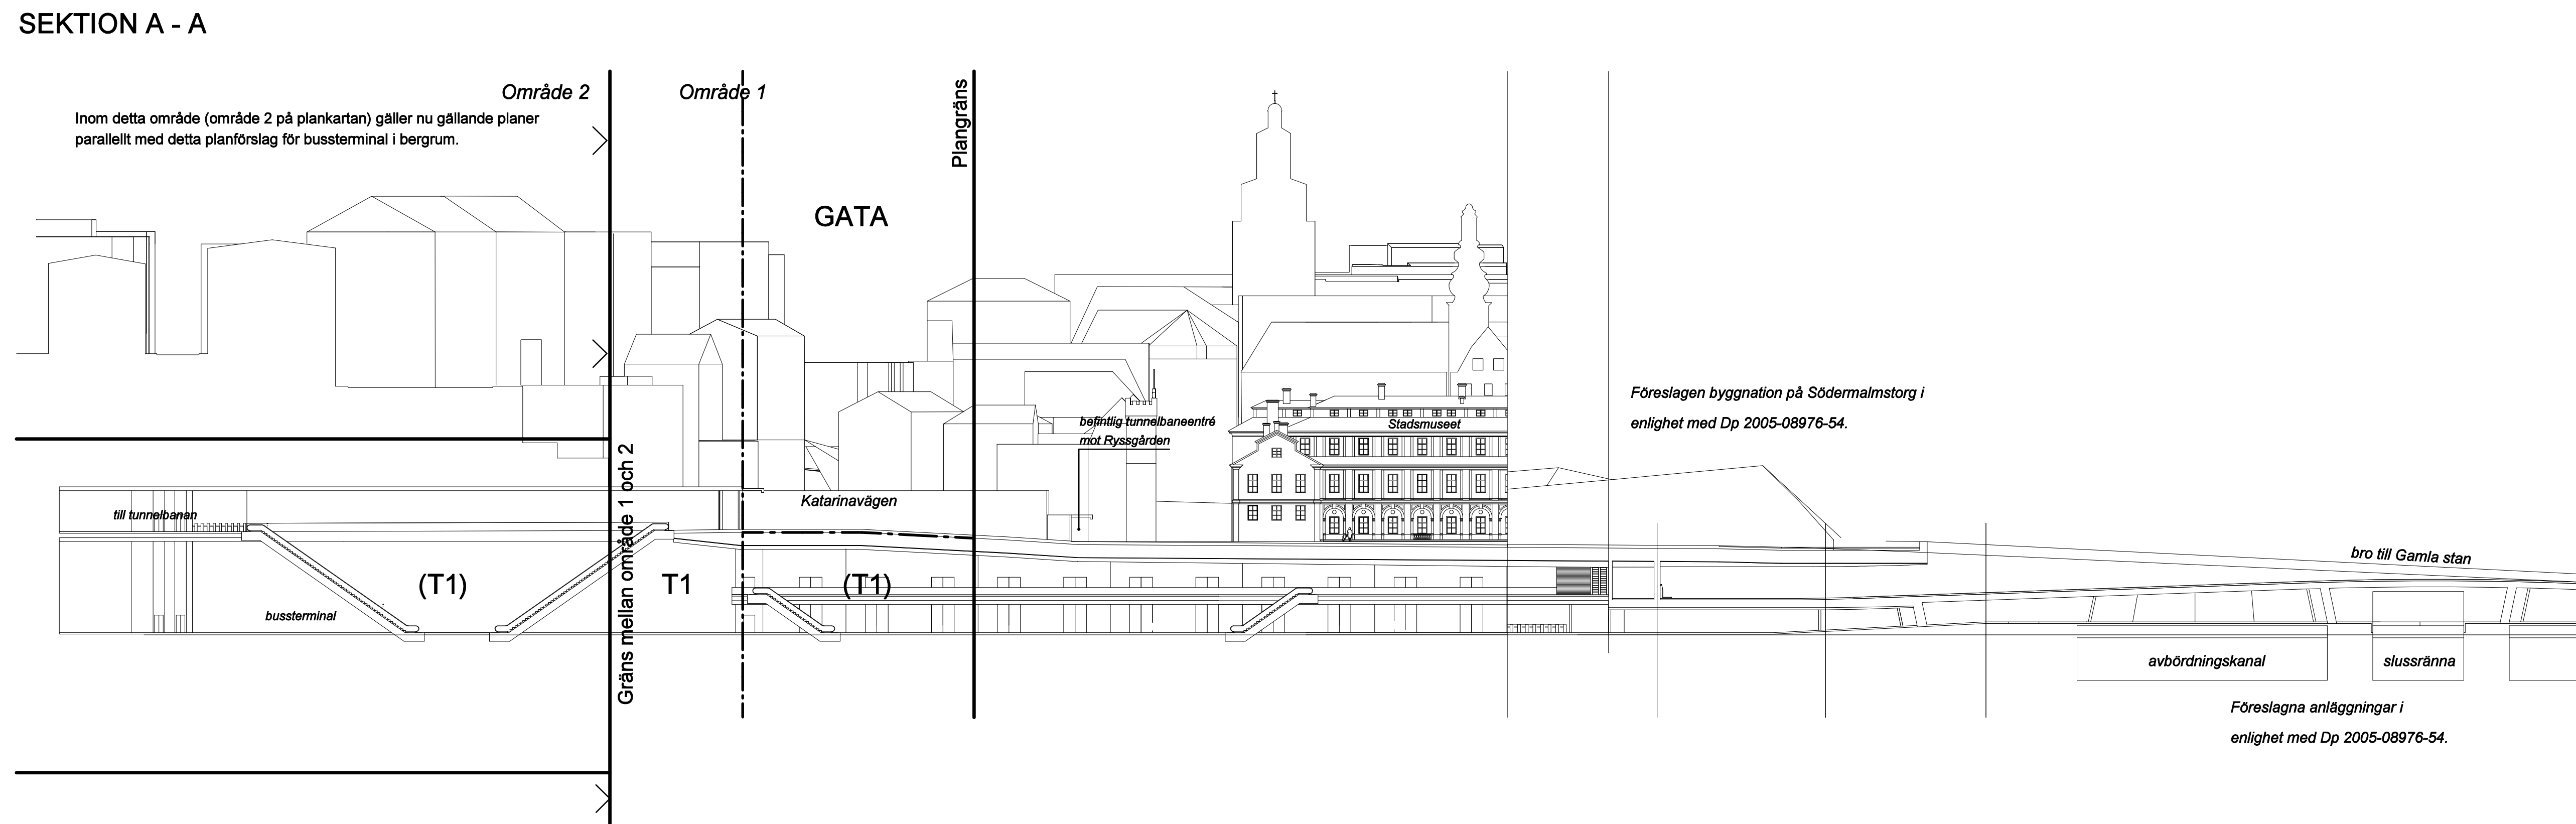 SEKTION A - A
Område 2
Område 1
Inom detta område (område 2 på plankartan) gäller nu gällande planer
parallellt med detta planförslag för bussterminal i bergrum.
Plangräns
GATA
Föreslagen byggnation på Södermalmstorg i
enlighet med Dp 2005-08976-54.
befintlig tunnelbaneentré
mot Ryssgården
Stadsmuseet
Gräns mellan område 1 och 2
Katarinavägen
till tunnelbanan
bro till Gamla stan
(T1)
T1
(T1)
bussterminal
avbördningskanal
slussränna
Föreslagna anläggningar i
enlighet med Dp 2005-08976-54.